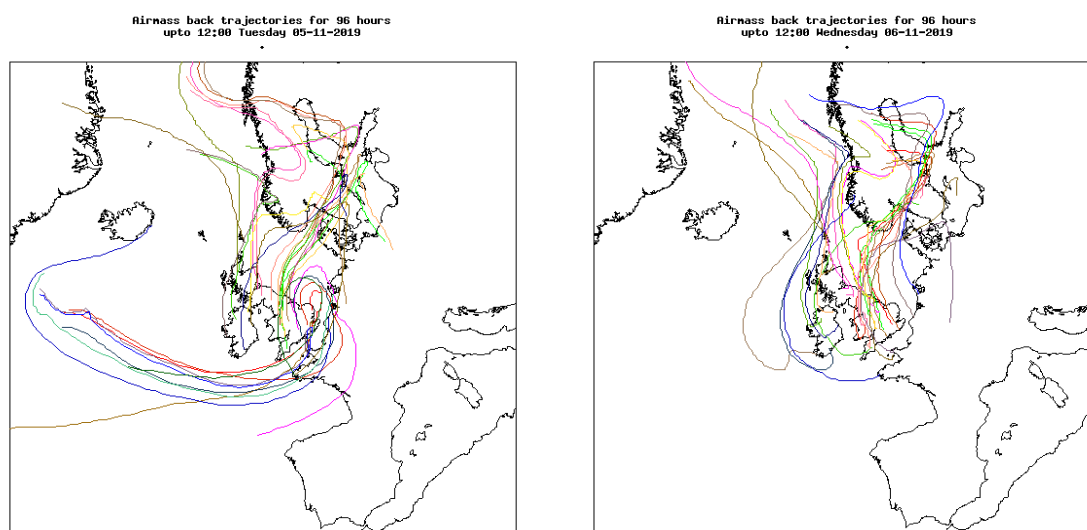 Airmass back trajectories for 96 hours
upto 12:00 Tuesday 05-11-2019
Airmass back trajectories for 96 hours
upto 12:00 Wednesday 06-11-2019